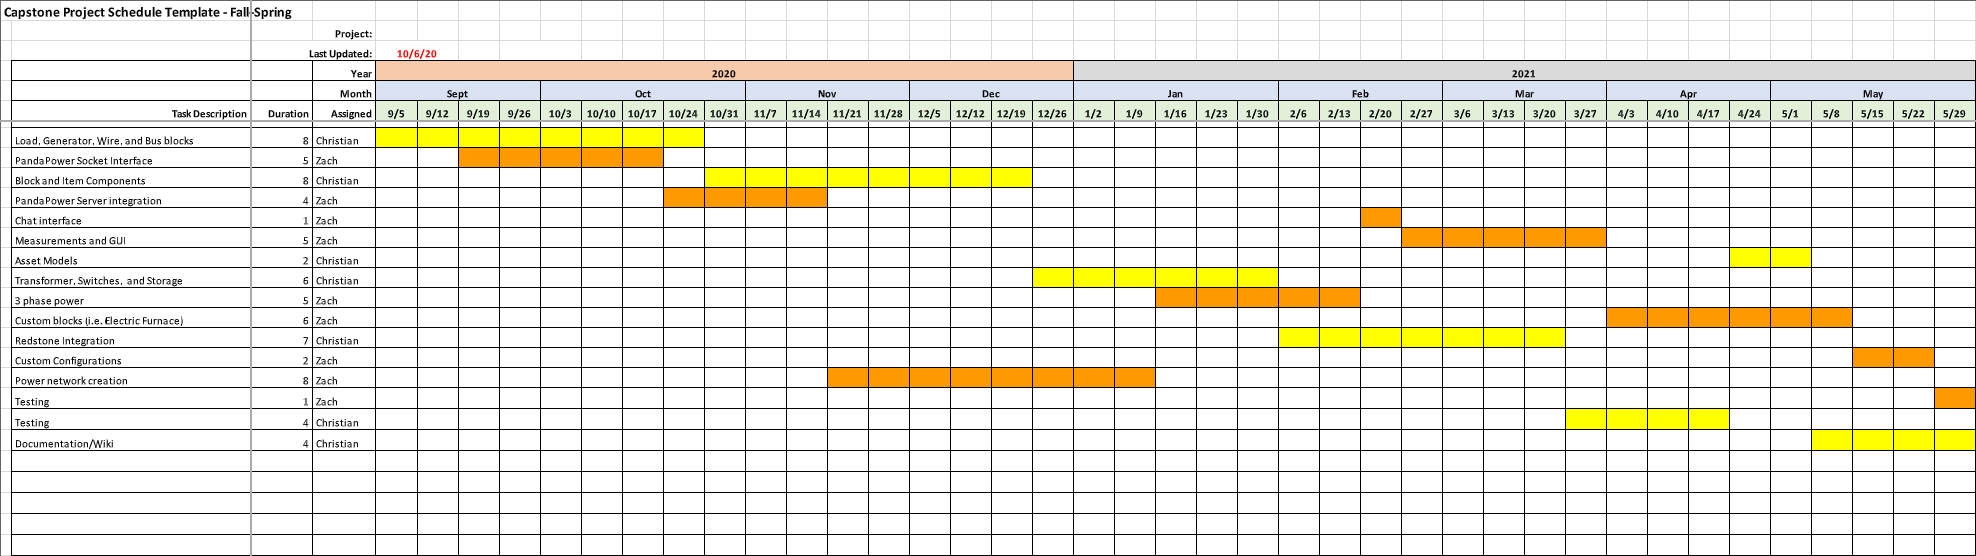 Capstone Project Schedule Template - Fall-Spring
Project:
Last Updated: 10/6/20
Year 2020 2021
Month Sept Oct Nov Dec Jan Feb Mar Apr May
Task Description Duration Assigned 9/5 9/12 9/19 9/26 10/3 10/10 10/17 10/24 10/31 11/7 11/14 11/21 11/28 12/5 12/12 12/19 12/26 1/2 1/9 1/16 1/23 1/30 2/6 2/13 2/20 2/27 3/6 3/13 3/20 3/27 4/3 4/10 4/17 4/24 5/1 5/8 5/15 5/22 5/29
Load, Generator, Wire, and Bus blocks 8 Christian
PandaPower Socket Interface 5 Zach
Block and Item Components 8 Christian
PandaPower Server integration 4 Zach
Chat interface 1 Zach
Measurements and GUI 5 Zach
Asset Models 2 Christian
Transformer, Switches, and Storage 6 Christian
3 phase power 5 Zach
Custom blocks (i.e. Electric Furnace) 6 Zach
Redstone Integration 7 Christian
Custom Configurations 2 Zach
Power network creation 8 Zach
Testing 1 Zach
Testing 4 Christian
Documentation/Wiki 4 Christian